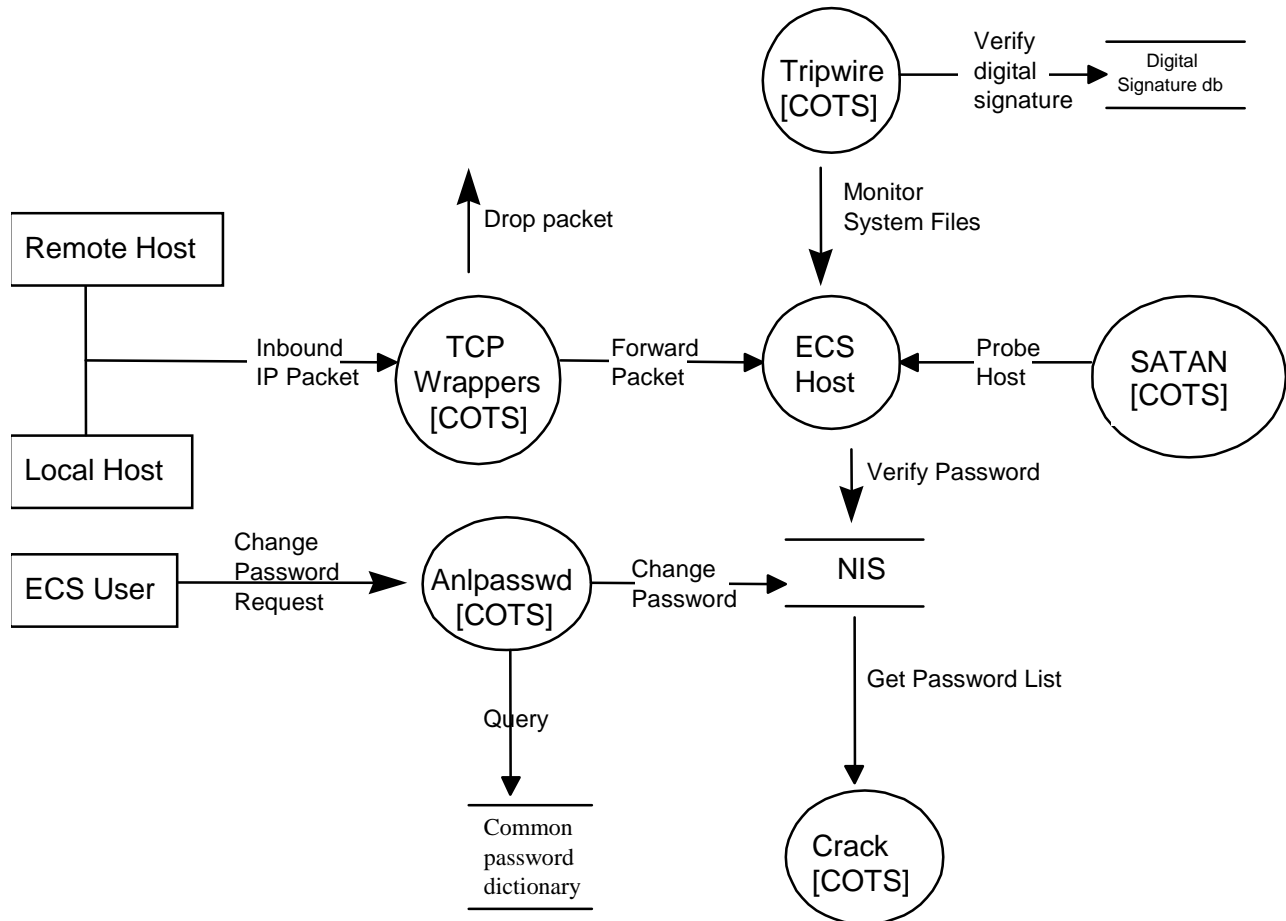 Tripwire
[COTS]
Verify
digital
signature
Digital
Signature db
Monitor
System Files
Drop packet
Remote Host
Inbound
IP Packet
TCP
Wrappers
[COTS]
Forward
Packet
ECS
Host
Probe
Host
SATAN
[COTS]
Local Host
Verify Password
ECS User
Change
Password
Request
Anlpasswd
[COTS]
Change
Password
NIS
Get Password List
Query
Common
password
dictionary
Crack
[COTS]